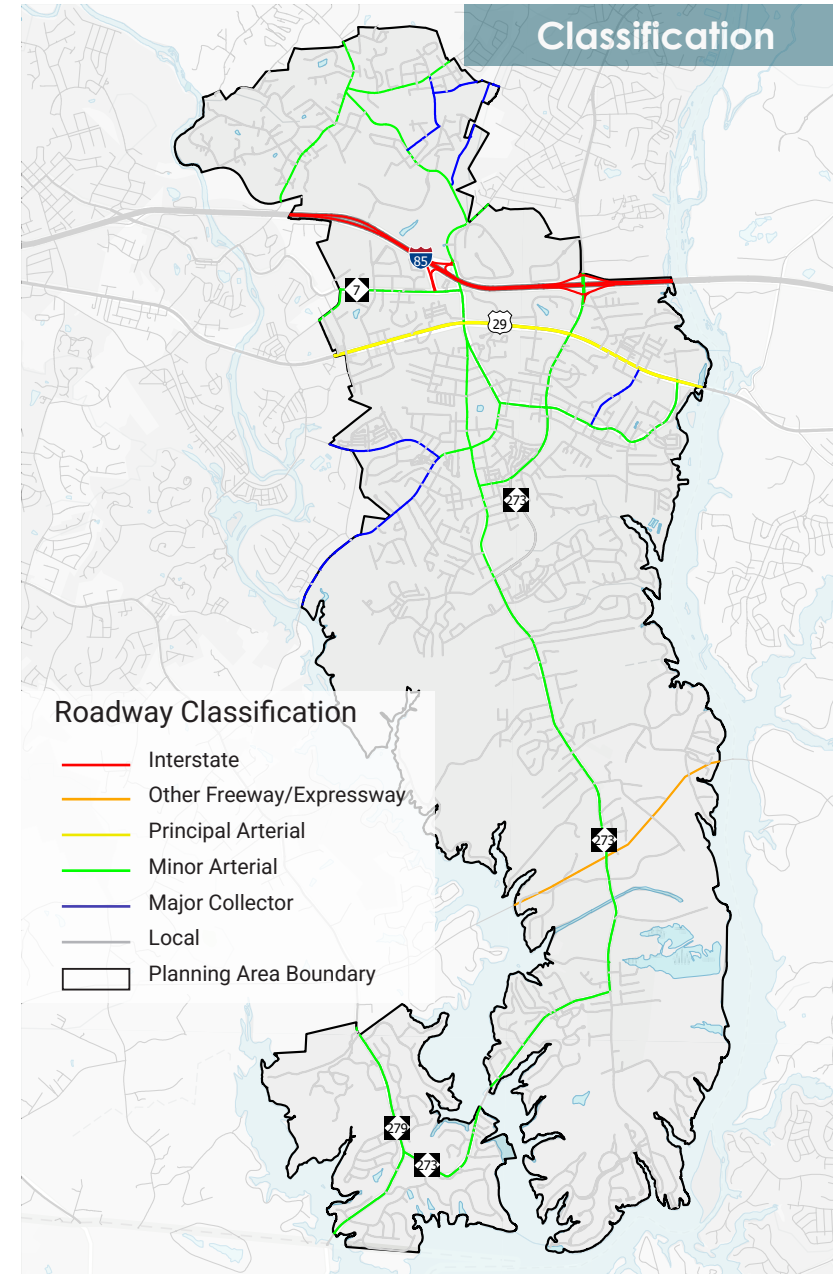 Classification
85
7
29
273
Roadway Classification
Interstate
Other Freeway/Expressway
Principal Arterial
Minor Arterial
273
Major Collector
Local
Planning Area Boundary
279
273